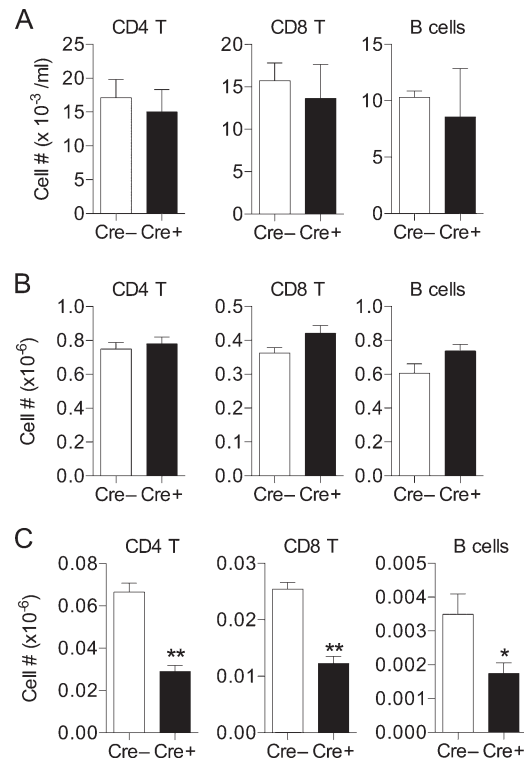 A
CD4 T
CD8 T
B cells
Cell # (x 10-3 /ml)
25
20
15
10
5
0
Cre– Cre+
20
15
10
5
0
Cre– Cre+
15
10
5
0
Cre– Cre+
B
CD4 T
CD8 T
B cells
Cell # (x10-6)
1.0
0.8
0.6
0.4
0.2
0.0
Cre– Cre+
0.5
0.4
0.3
0.2
0.1
0.0
Cre– Cre+
1.0
0.8
0.6
0.4
0.2
0.0
Cre– Cre+
C
CD4 T
CD8 T
B cells
Cell # (x10-6)
0.08
0.06
0.04
0.02
0.00
**
Cre– Cre+
0.03
0.02
0.01
0.00
**
Cre– Cre+
0.005
0.004
0.003
0.002
0.001
0.000
*
Cre– Cre+